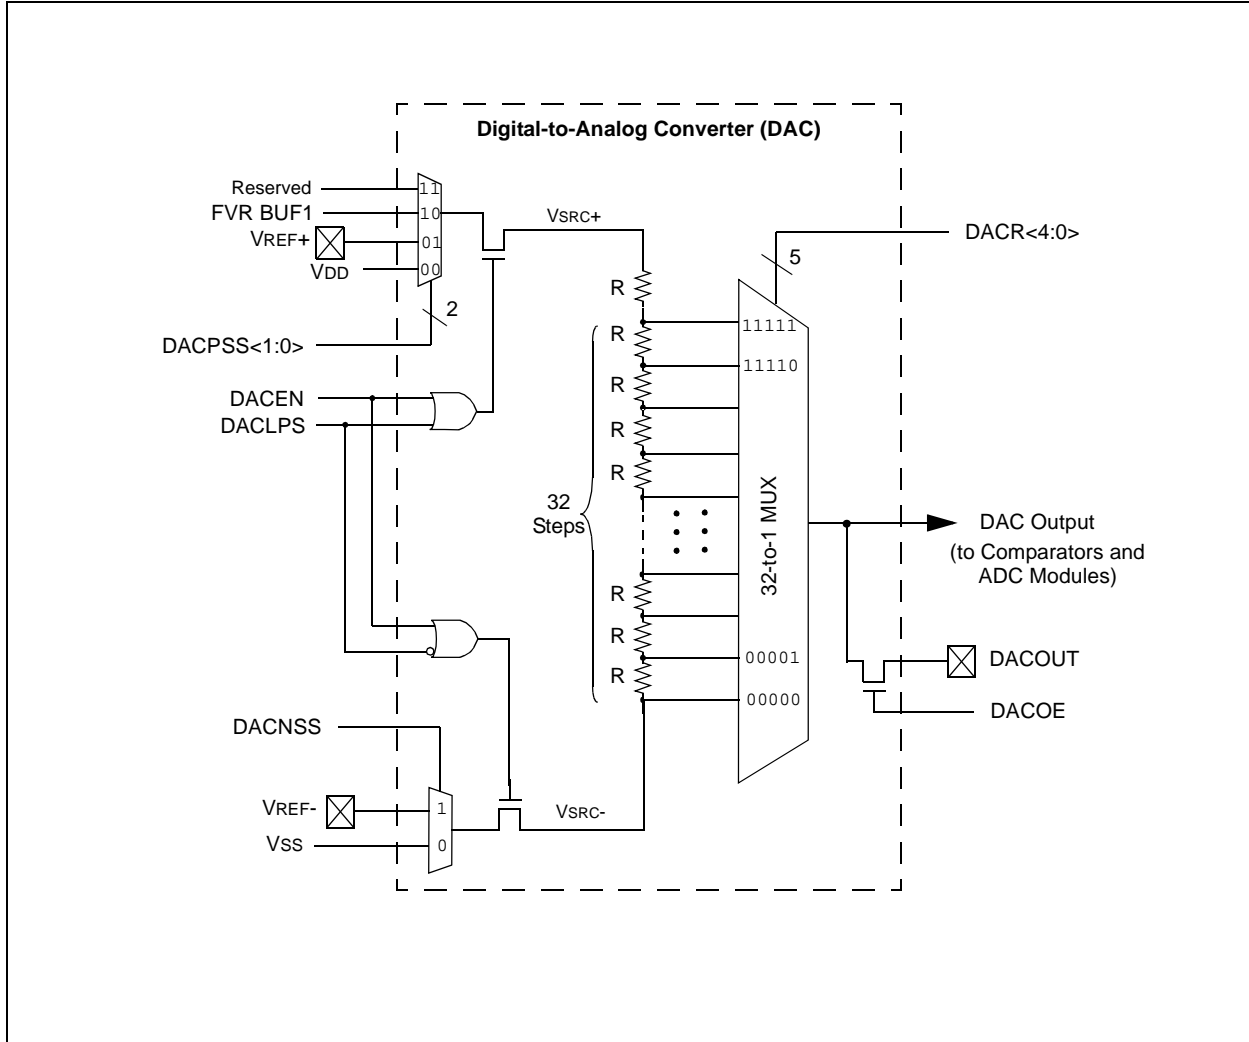 Digital-to-Analog Converter (DAC)
Reserved
11
FVR BUF1
10
VREF+
01
VDD
00
2
DACPSS<1:0>
DACEN
DACLPS
VSRC+
DACR<4:0>
5
R
R
R
R
R
32
Steps
R
R
R
11111
11110
32-to-1 MUX
00001
00000
DAC Output
(to Comparators and
ADC Modules)
DACOUT
DACOE
DACNSS
VREF-
1
VSS
0
VSRC-